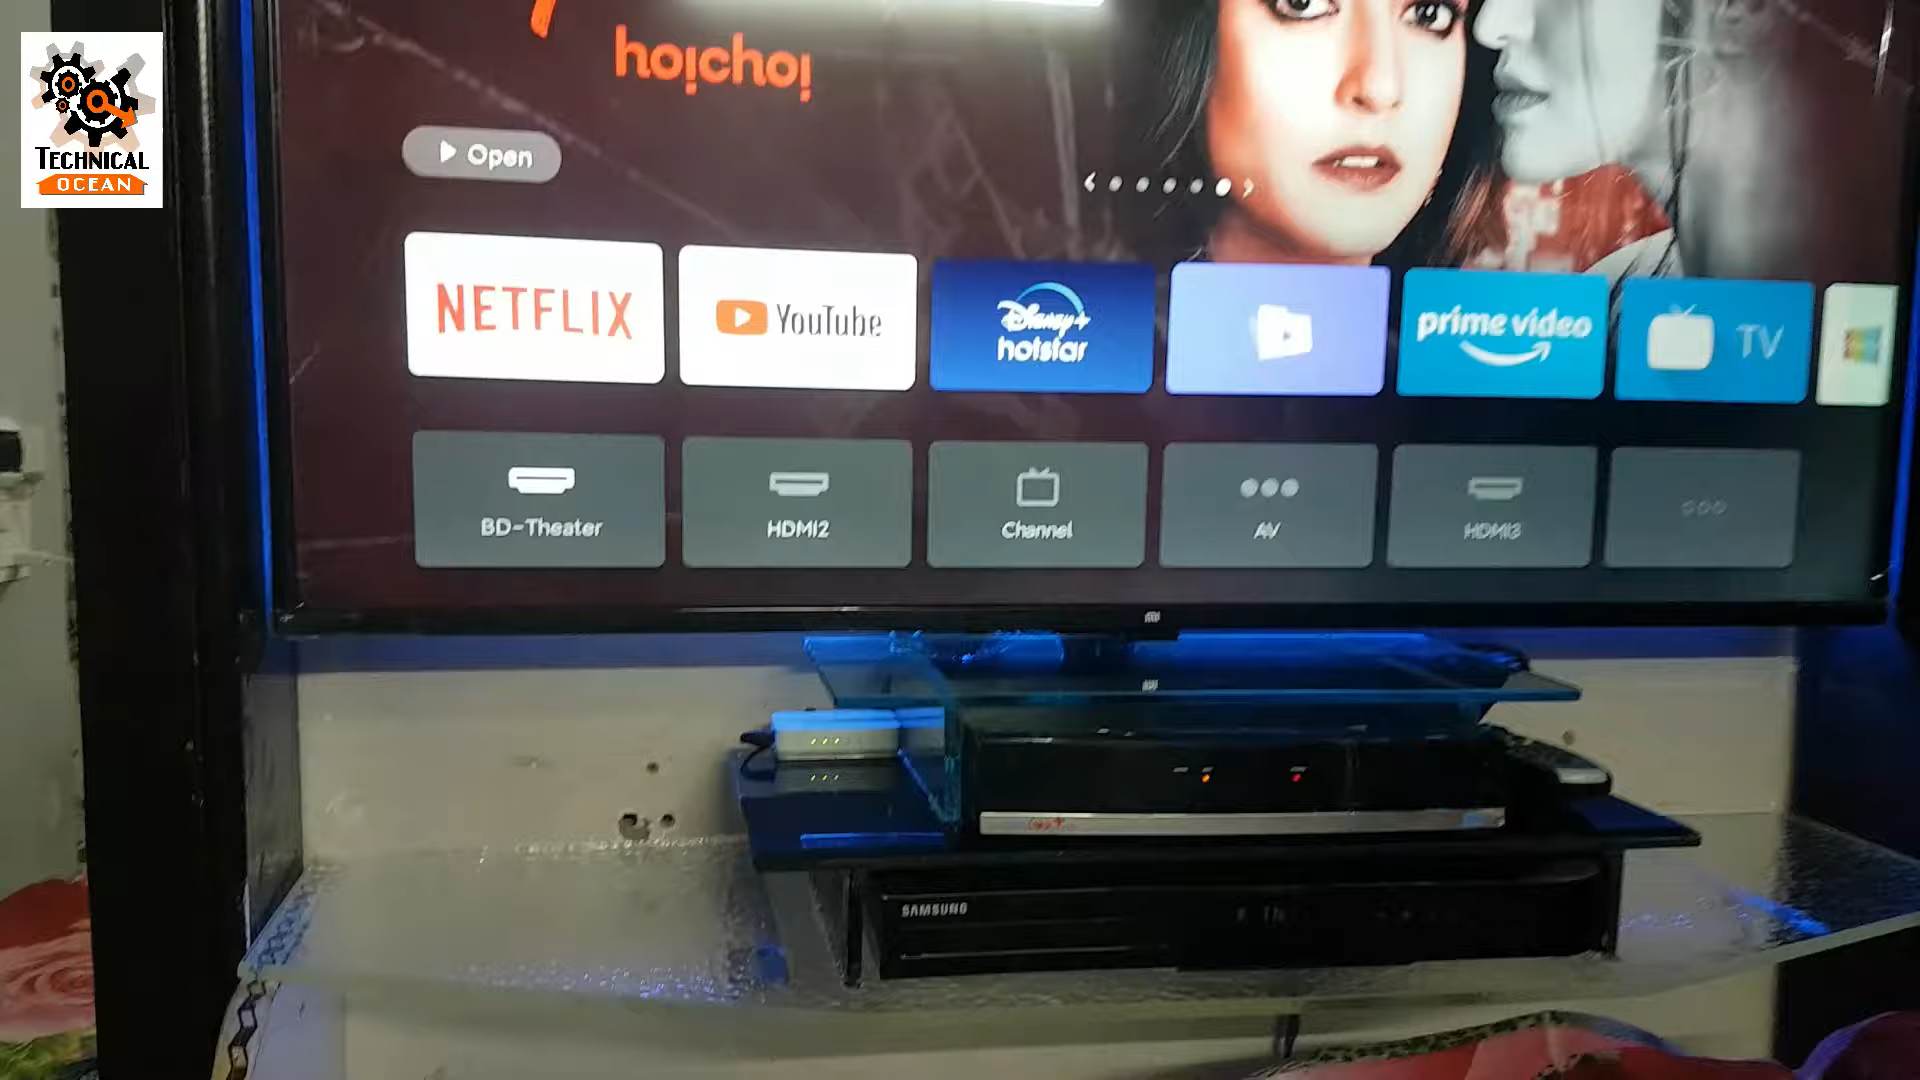 TECHNICAL
OCEAN
hoichoi
Open
NETFLIX
YouTube
Disney+
hotstar
prime video
TV
BD-Theater
HDMI2
Channel
AV
HDMI3
SAMSUNG